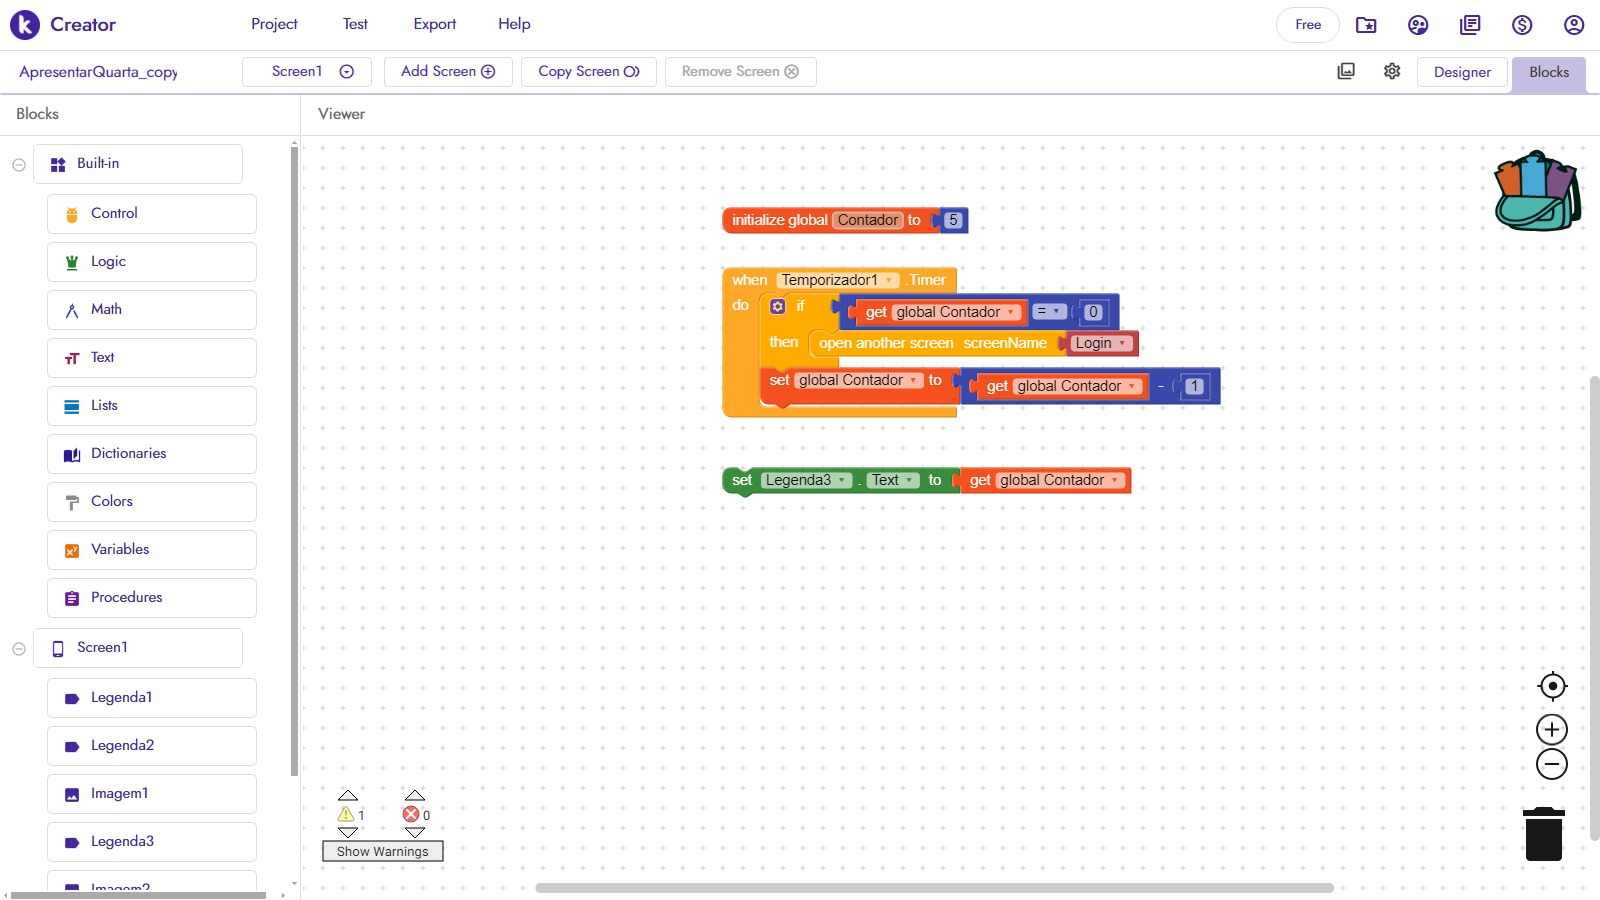 Creator Project Test Export Help Free
ApresentarQuarta_copy Screen1 Add Screen Copy Screen Remove Screen Designer Blocks
Blocks Viewer
Built-in
Control
Logic
Math
Text
Lists
Dictionaries
Colors
Variables
Procedures
Screen1
Legenda1
Legenda2
Imagem1
Legenda3
Imagem2
initialize global Contador to 5
when Temporizador1 .Timer
do if get global Contador = 0
then open another screen screenName Login
set global Contador to get global Contador - 1
set Legenda3 . Text to get global Contador
1 0
Show Warnings